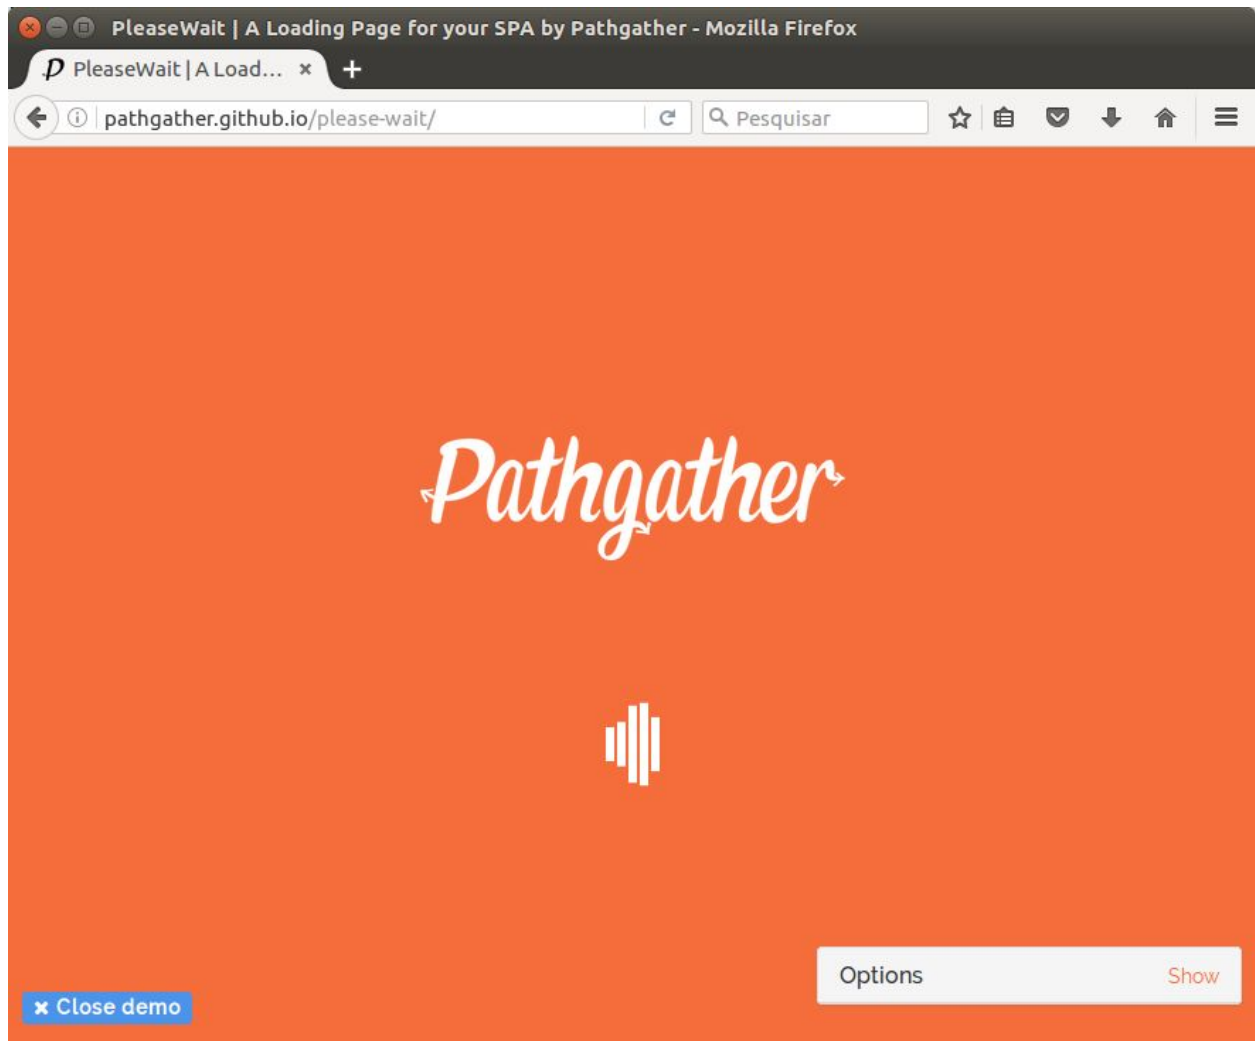 PleaseWait | A Loading Page for your SPA by Pathgather - Mozilla Firefox
PleaseWait | A Load...
pathgather.github.io/please-wait/
Pesquisar
Pathgather
Options
Show
Close demo